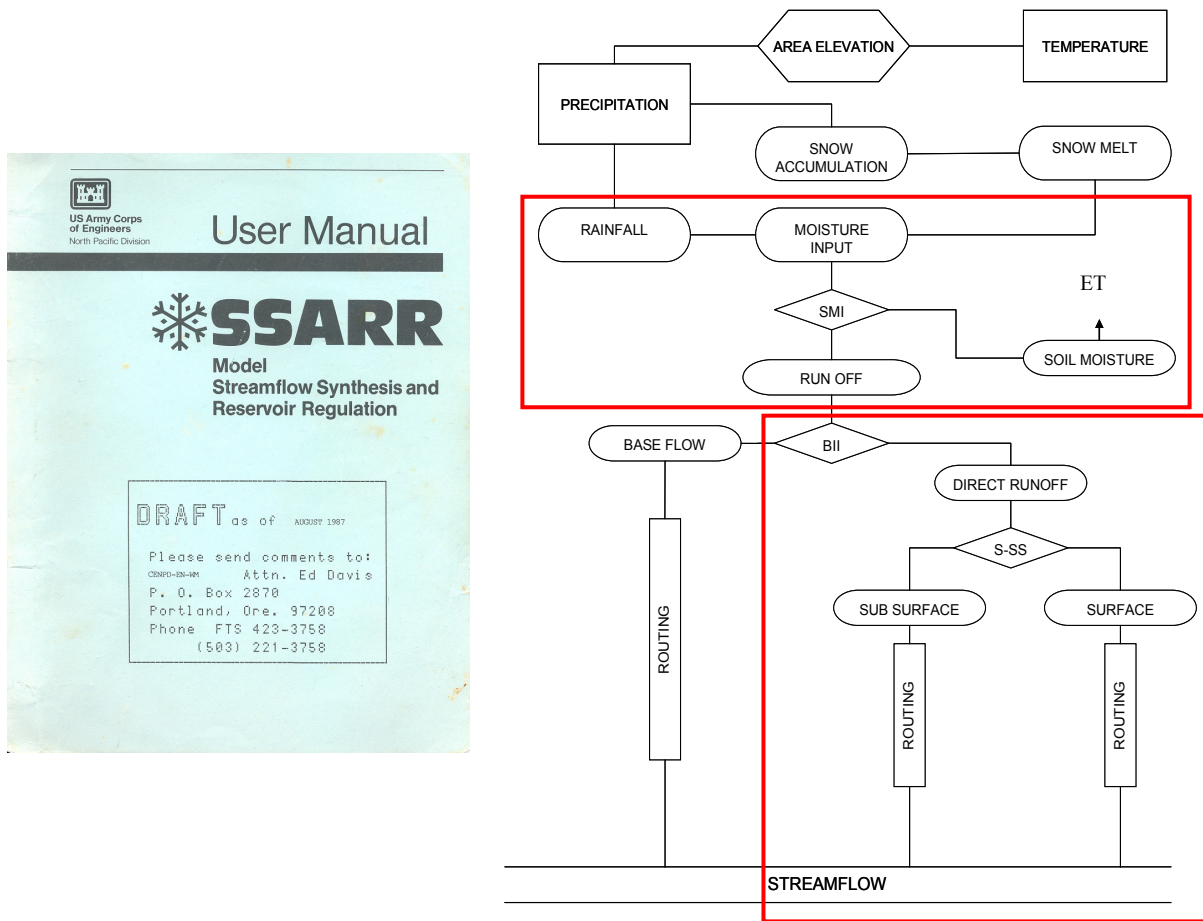 US Army Corps
of Engineers
North Pacific Division
User Manual
SSARR
Model
Streamflow Synthesis and
Reservoir Regulation
DRAFT as of AUGUST 1987
Please send comments to:
CENPD-EN-WM Attn. Ed Davis
P. O. Box 2870
Portland, Ore. 97208
Phone FTS 423-3758
(503) 221-3758
AREA ELEVATION
TEMPERATURE
PRECIPITATION
SNOW
ACCUMULATION
SNOW MELT
RAINFALL
MOISTURE
INPUT
ET
SMI
SOIL MOISTURE
RUN OFF
BASE FLOW
BII
DIRECT RUNOFF
S-SS
SUB SURFACE
SURFACE
ROUTING
ROUTING
ROUTING
STREAMFLOW